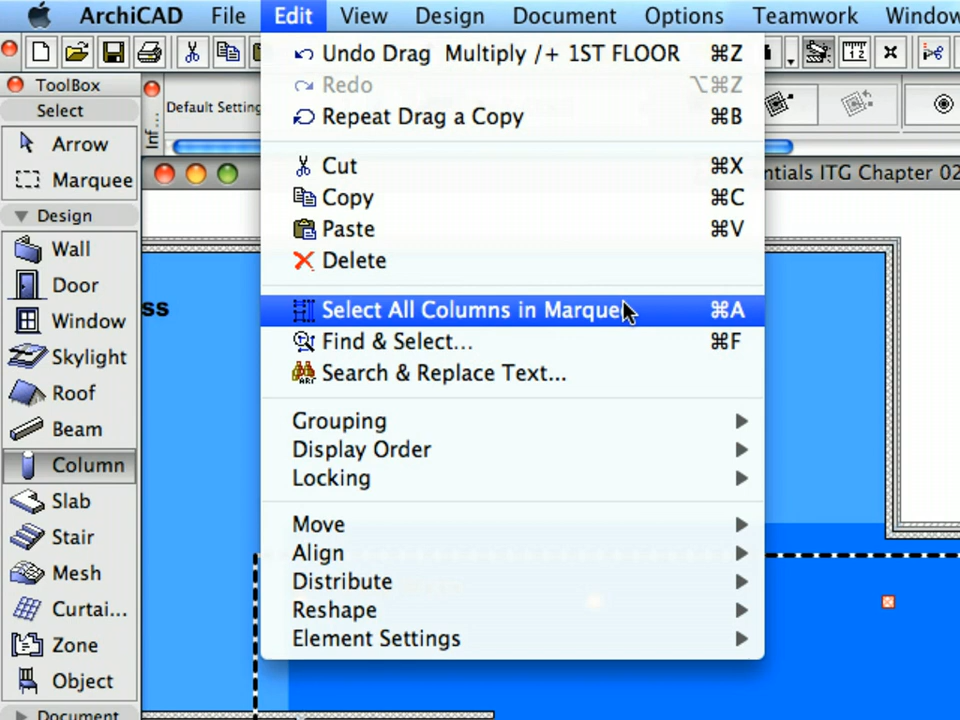 ArchiCAD File Edit View Design Document Options Teamwork Window
ToolBox
Select
Arrow
Marquee
Design
Wall
Door
Window
Skylight
Roof
Beam
Column
Slab
Stair
Mesh
Curtai...
Zone
Object
Document
Inf...
Default Setting
ntials ITG Chapter 02
ss
Undo Drag Multiply /+ 1ST FLOOR ⌘Z
Redo ⌥⌘Z
Repeat Drag a Copy ⌘B
Cut ⌘X
Copy ⌘C
Paste ⌘V
Delete
Select All Columns in Marque ⌘A
Find & Select... ⌘F
Search & Replace Text...
Grouping
Display Order
Locking
Move
Align
Distribute
Reshape
Element Settings